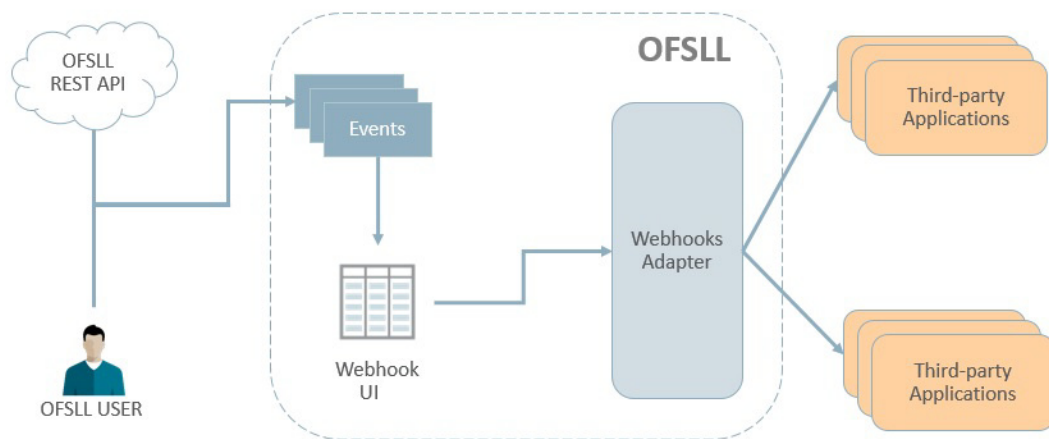 OFSLL
REST API
OFSLL USER
OFSLL
Events
Webhook
UI
Webhooks
Adapter
Third-party
Applications
Third-party
Applications